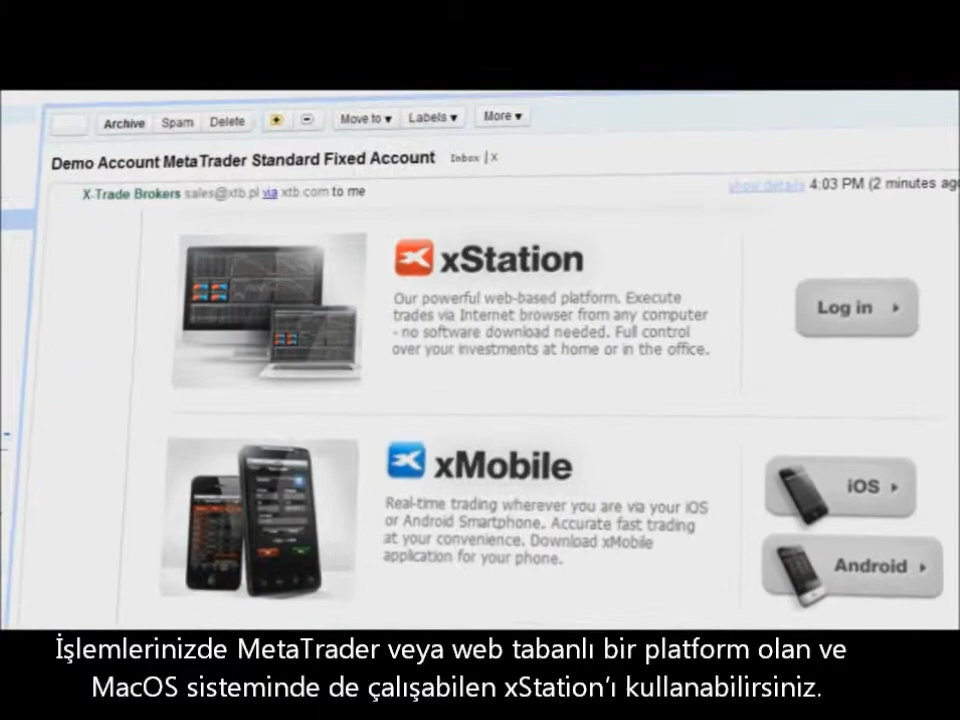 Archive Spam Delete Move to Labels More
Demo Account MetaTrader Standard Fixed Account Inbox | X
X-Trade Brokers sales@xtb.pl via xtb.com to me show details 4:03 PM (2 minutes ago
xStation
Our powerful web-based platform. Execute
trades via Internet browser from any computer
- no software download needed. Full control
over your investments at home or in the office.
Log in
xMobile
Real-time trading wherever you are via your iOS
or Android Smartphone. Accurate fast trading
at your convenience. Download xMobile
application for your phone.
iOS
Android
İşlemlerinizde MetaTrader veya web tabanlı bir platform olan ve
MacOS sisteminde de çalışabilen xStation'ı kullanabilirsiniz.